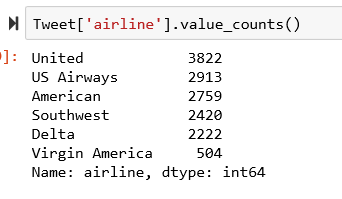 Tweet['airline'].value_counts()
]:
United 3822
US Airways 2913
American 2759
Southwest 2420
Delta 2222
Virgin America 504
Name: airline, dtype: int64